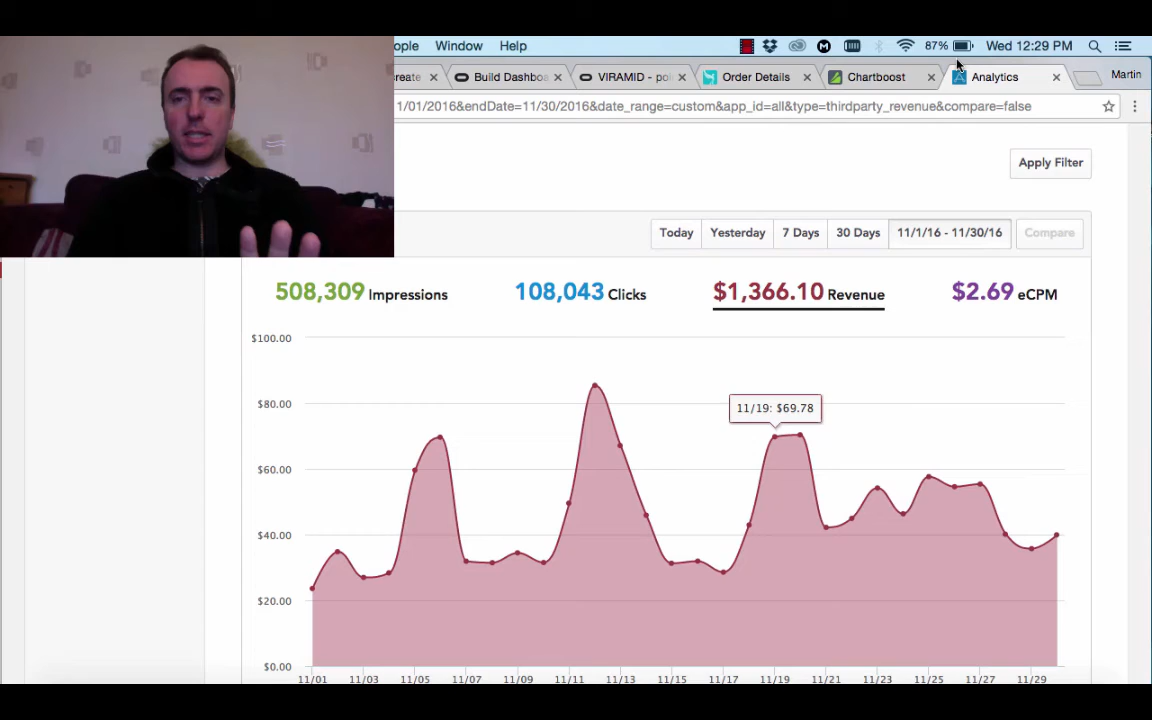 ople Window Help 87% Wed 12:29 PM
create Build Dashboa VIRAMID - pol Order Details Chartboost Analytics Martin
1/01/2016&endDate=11/30/2016&date_range=custom&app_id=all&type=thirdparty_revenue&compare=false
Apply Filter
Today Yesterday 7 Days 30 Days 11/1/16 - 11/30/16 Compare
508,309 Impressions 108,043 Clicks $1,366.10 Revenue $2.69 eCPM
$100.00
$80.00
11/19: $69.78
$60.00
$40.00
$20.00
$0.00
11/01 11/03 11/05 11/07 11/09 11/11 11/13 11/15 11/17 11/19 11/21 11/23 11/25 11/27 11/29